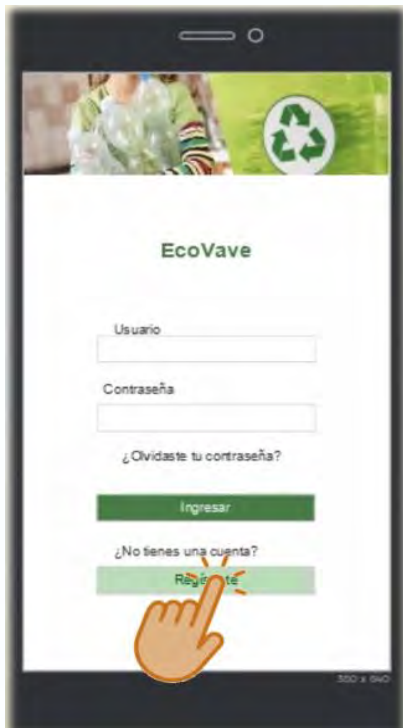 EcoVave
Usuario
Contraseña
¿Olvidaste tu contraseña?
Ingresar
¿No tienes una cuenta?
360 x 640